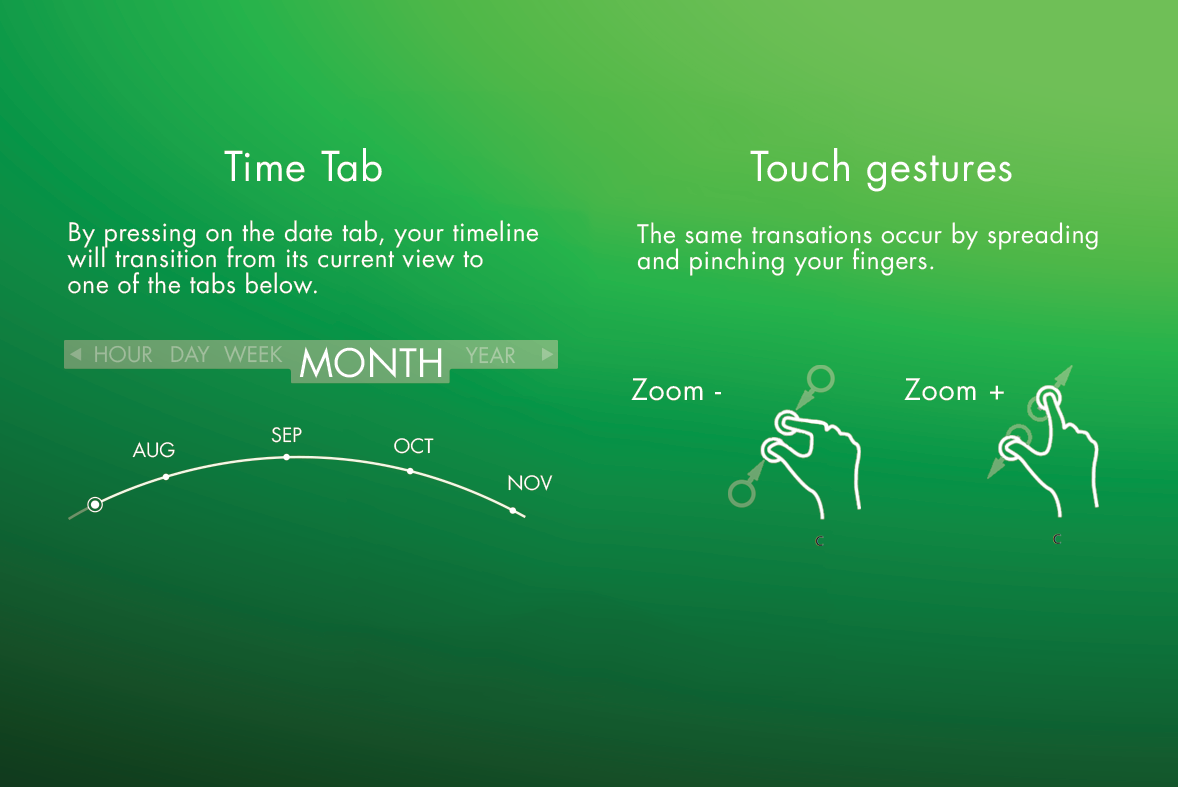 Time Tab
By pressing on the date tab, your timeline
will transition from its current view to
one of the tabs below.
HOUR DAY WEEK MONTH YEAR
AUG
SEP
OCT
NOV
Touch gestures
The same transations occur by spreading
and pinching your fingers.
Zoom -
Zoom +